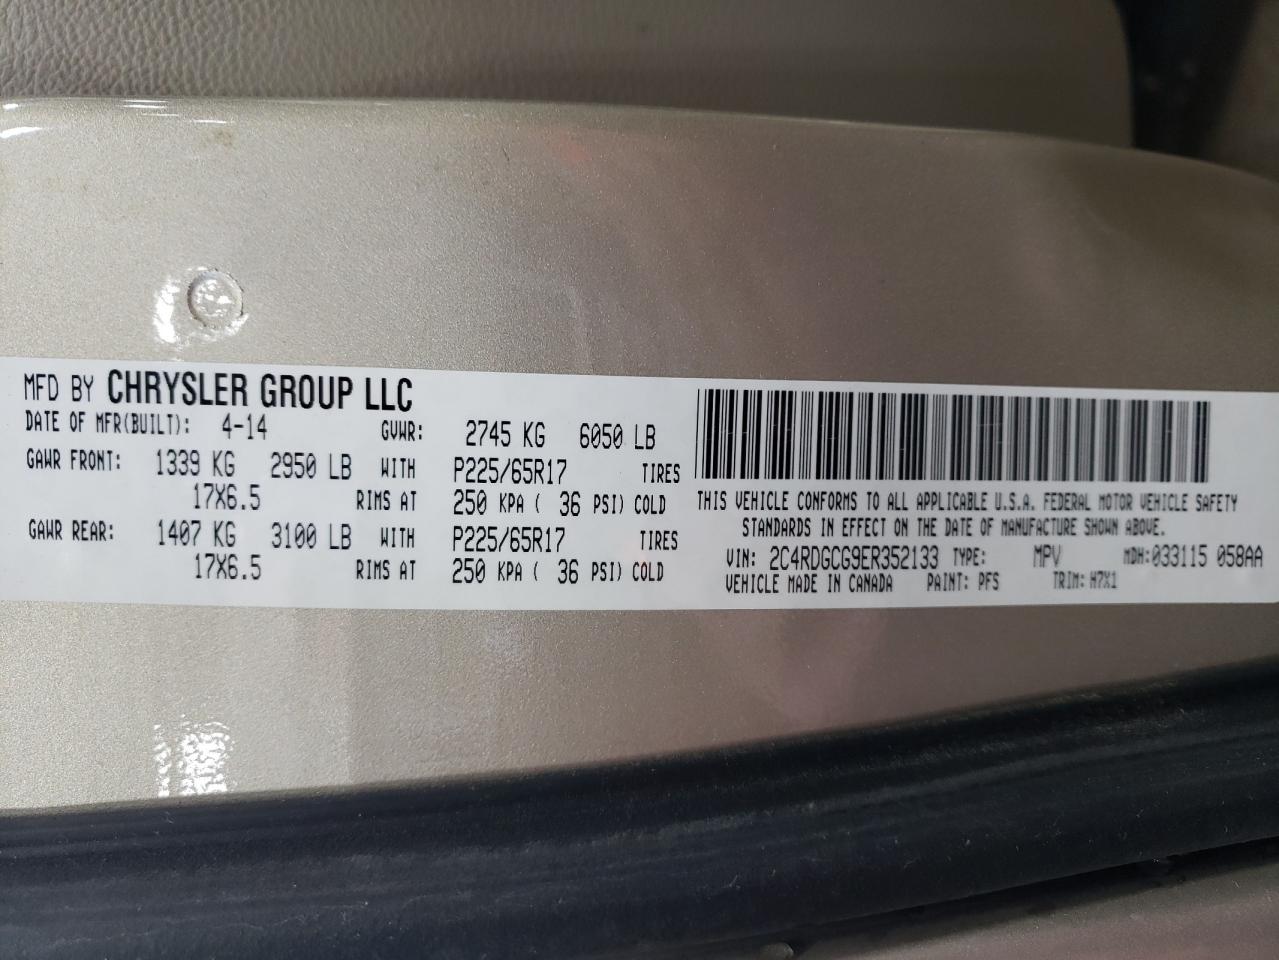 MFD BY CHRYSLER GROUP LLC
DATE OF MFR(BUILT): 4-14 GVWR: 2745 KG 6050 LB
GAWR FRONT: 1339 KG 2950 LB WITH P225/65R17 TIRES
17X6.5 RIMS AT 250 KPA ( 36 PSI) COLD
GAWR REAR: 1407 KG 3100 LB WITH P225/65R17 TIRES
17X6.5 RIMS AT 250 KPA ( 36 PSI) COLD
THIS VEHICLE CONFORMS TO ALL APPLICABLE U.S.A. FEDERAL MOTOR VEHICLE SAFETY
STANDARDS IN EFFECT ON THE DATE OF MANUFACTURE SHOWN ABOVE.
VIN: 2C4RDGCG9ER352133 TYPE: MPV MDH:033115 058AA
VEHICLE MADE IN CANADA PAINT: PFS TRIM: H7X1